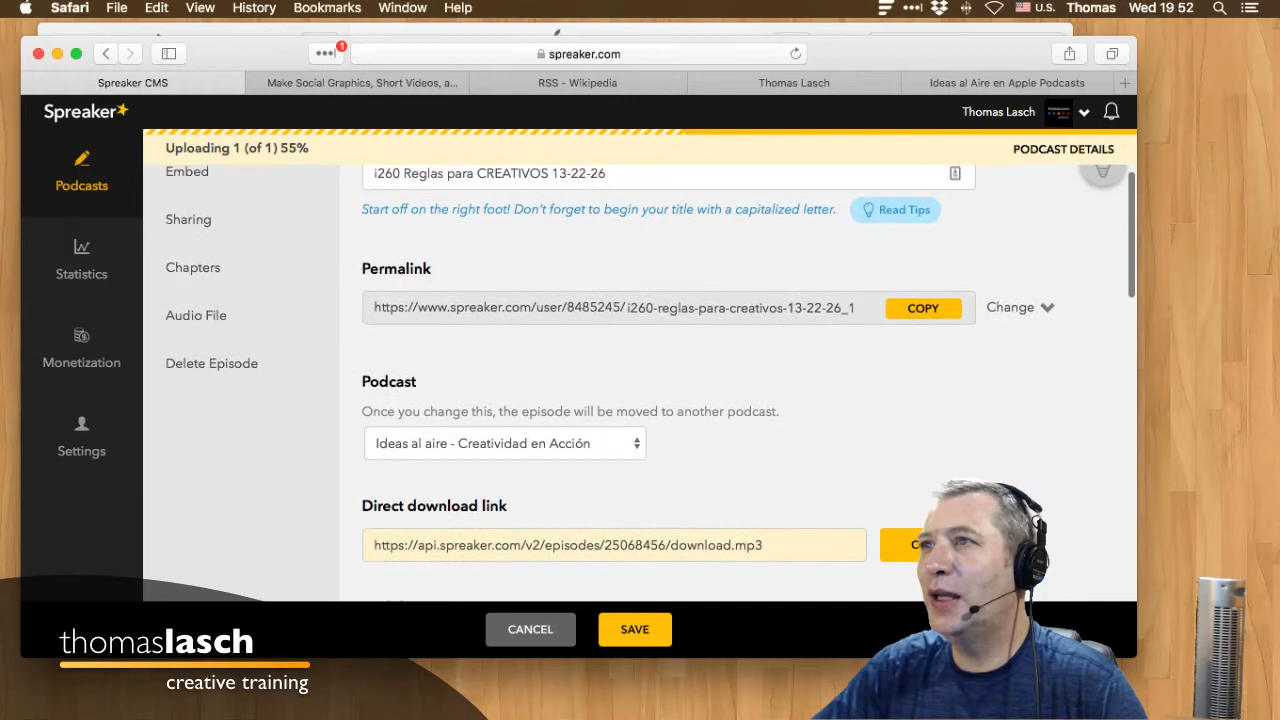 Safari File Edit View History Bookmarks Window Help U.S. Thomas Wed 19 52
1
spreaker.com
Spreaker CMS Make Social Graphics, Short Videos, a... RSS - Wikipedia Thomas Lasch Ideas al Aire en Apple Podcasts
Spreaker Thomas Lasch
Uploading 1 (of 1) 55% PODCAST DETAILS
Podcasts
Statistics
Monetization
Settings
Embed
Sharing
Chapters
Audio File
Delete Episode
i260 Reglas para CREATIVOS 13-22-26
Start off on the right foot! Don't forget to begin your title with a capitalized letter. Read Tips
Permalink
https://www.spreaker.com/user/8485245/ i260-reglas-para-creativos-13-22-26_1 COPY Change
Podcast
Once you change this, the episode will be moved to another podcast.
Ideas al aire - Creatividad en Acción
Direct download link
https://api.spreaker.com/v2/episodes/25068456/download.mp3
CANCEL SAVE
thomaslasch
creative training